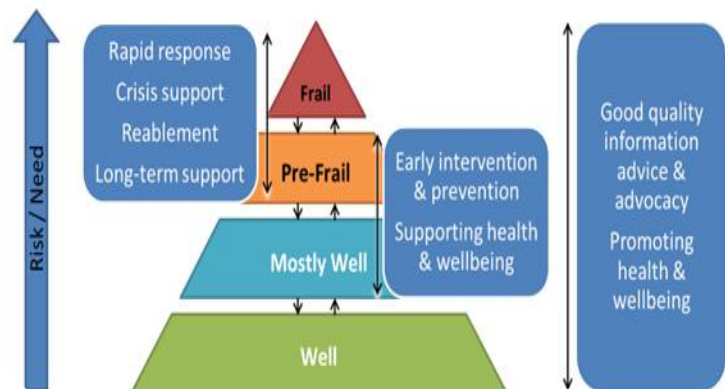 Risk / Need
Rapid response
Crisis support
Reablement
Long-term support
Frail
Pre-Frail
Mostly Well
Well
Early intervention
& prevention
Supporting health
& wellbeing
Good quality
information
advice &
advocacy
Promoting
health &
wellbeing